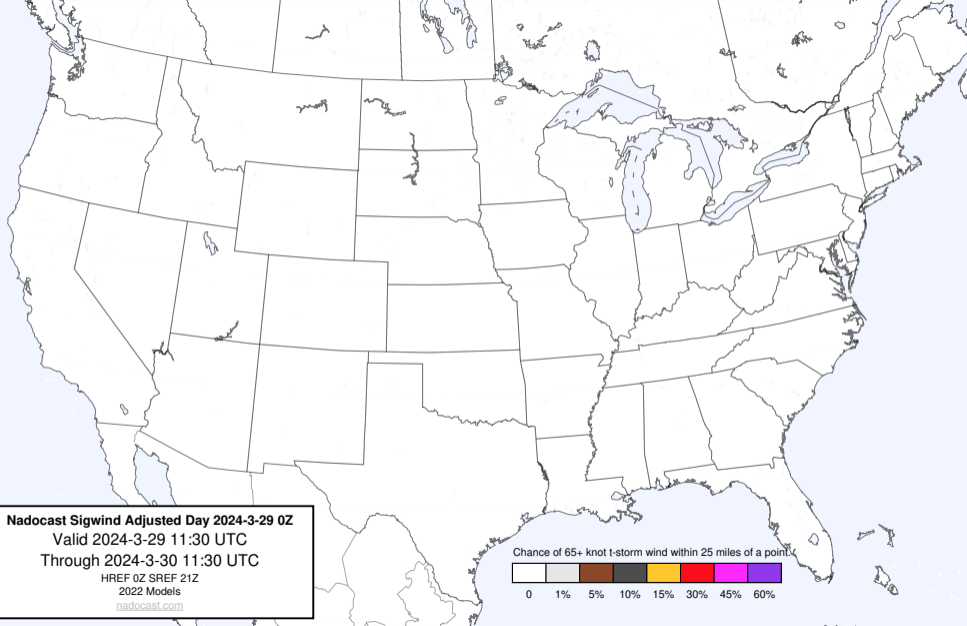 Nadocast Sigwind Adjusted Day 2024-3-29 0Z
Valid 2024-3-29 11:30 UTC
Through 2024-3-30 11:30 UTC
HREF 0Z SREF 21Z
2022 Models
nadocast.com
Chance of 65+ knot t-storm wind within 25 miles of a point.
0 1% 5% 10% 15% 30% 45% 60%